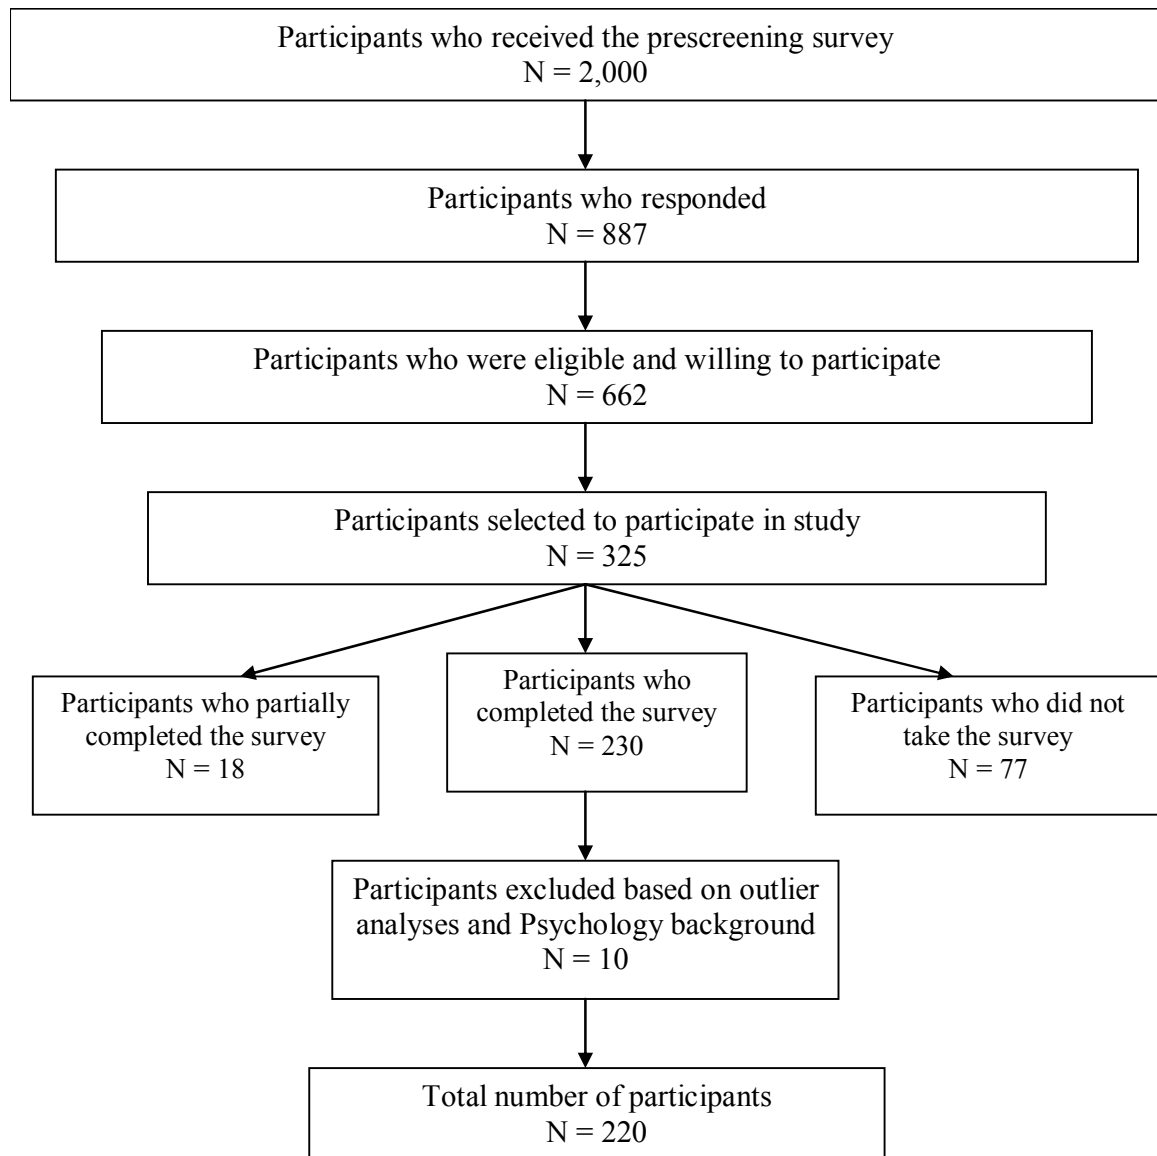 Participants who received the prescreening survey
N = 2,000
Participants who responded
N = 887
Participants who were eligible and willing to participate
N = 662
Participants selected to participate in study
N = 325
Participants who partially
completed the survey
N = 18
Participants who
completed the survey
N = 230
Participants who did not
take the survey
N = 77
Participants excluded based on outlier
analyses and Psychology background
N = 10
Total number of participants
N = 220